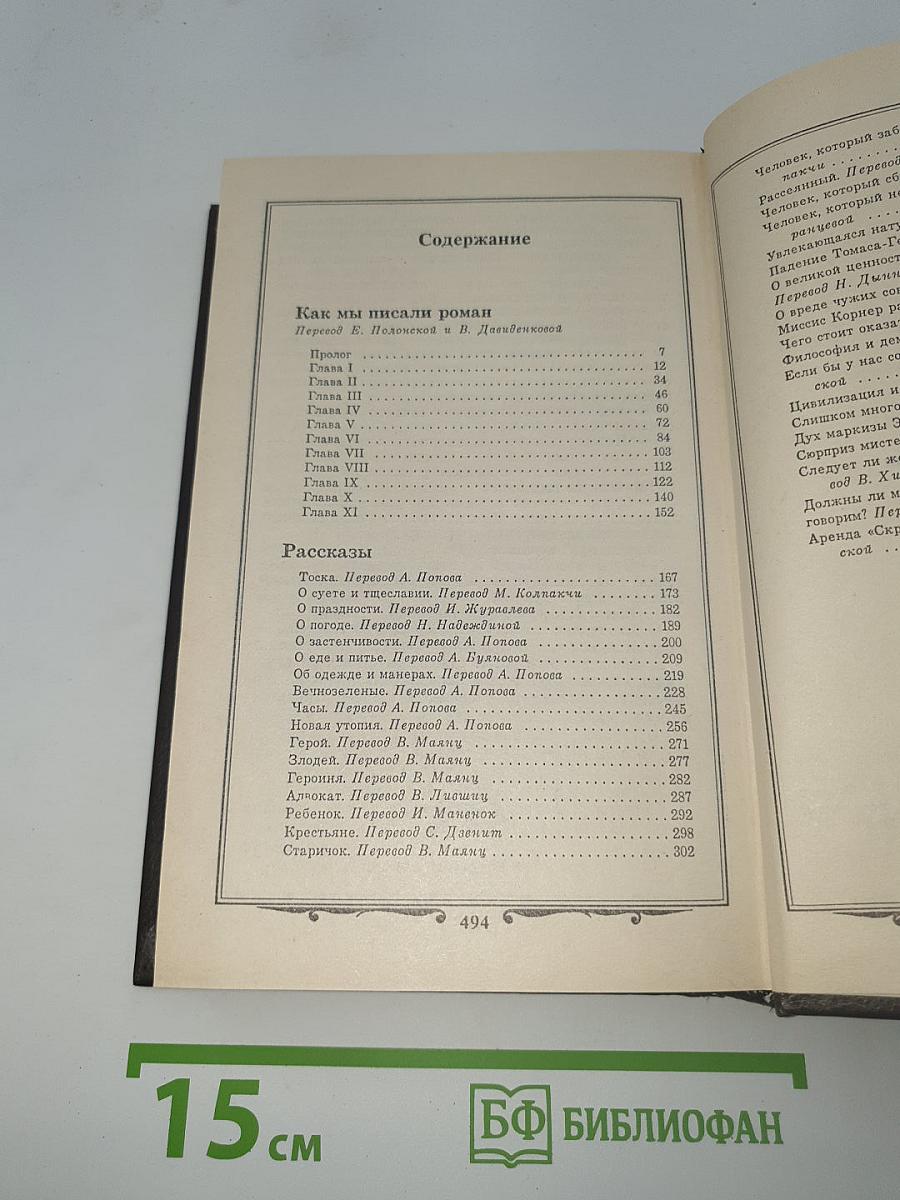 Содержание
Как мы писали роман
Перевод Е. Полонской и В. Давиденковой
Пролог . . . . . . . . . . . . . . . . . . . . 7
Глава I . . . . . . . . . . . . . . . . . . . . 12
Глава II . . . . . . . . . . . . . . . . . . . . 34
Глава III . . . . . . . . . . . . . . . . . . . . 46
Глава IV . . . . . . . . . . . . . . . . . . . . 60
Глава V . . . . . . . . . . . . . . . . . . . . 72
Глава VI . . . . . . . . . . . . . . . . . . . . 84
Глава VII . . . . . . . . . . . . . . . . . . . . 103
Глава VIII . . . . . . . . . . . . . . . . . . . . 112
Глава IX . . . . . . . . . . . . . . . . . . . . 122
Глава X . . . . . . . . . . . . . . . . . . . . 140
Глава XI . . . . . . . . . . . . . . . . . . . . 152
Рассказы
Тоска. Перевод А. Попова . . . . . . . . . . 167
О суете и тщеславии. Перевод М. Колпакчи . . . . . . . . 173
О праздности. Перевод И. Журавлева . . . . . . . . . . 182
О погоде. Перевод Н. Надеждиной . . . . . . . . . . 189
О застенчивости. Перевод А. Попова . . . . . . . . . . 200
О еде и питье. Перевод А. Буяновой . . . . . . . . . . 209
Об одежде и манерах. Перевод А. Попова . . . . . . . . 219
Вечнозеленые. Перевод А. Попова . . . . . . . . . . 228
Часы. Перевод А. Попова . . . . . . . . . . 245
Новая утопия. Перевод А. Попова . . . . . . . . . . 256
Герой. Перевод В. Маянц . . . . . . . . . . 271
Злодей. Перевод В. Маянц . . . . . . . . . . 277
Героиня. Перевод В. Маянц . . . . . . . . . . 282
Адвокат. Перевод В. Лившиц . . . . . . . . . . 287
Ребенок. Перевод И. Маненок . . . . . . . . . . 292
Крестьяне. Перевод С. Дзенит . . . . . . . . . . 298
Старичок. Перевод В. Маянц . . . . . . . . . . 302
494
Человек, который заб
пакчи . . . . . . . .
Рассеянный. Перевод
Человек, который сб
Человек, который не
ранцевой . . . .
Увлекающаяся нату
Падение Томаса-Ге
О великой ценност
Перевод Н. Дынн
О вреде чужих сов
Миссис Корнер ра
Чего стоит оказат
Философия и дем
Если бы у нас со
ской . . . . . .
Цивилизация и
Слишком много
Дух маркизы Э
Сюрприз мисте
Следует ли же
вод В. Хи
Должны ли м
говорим? Пер
Аренда «Скр
ской . .
15 см
БФ БИБЛИОФАН